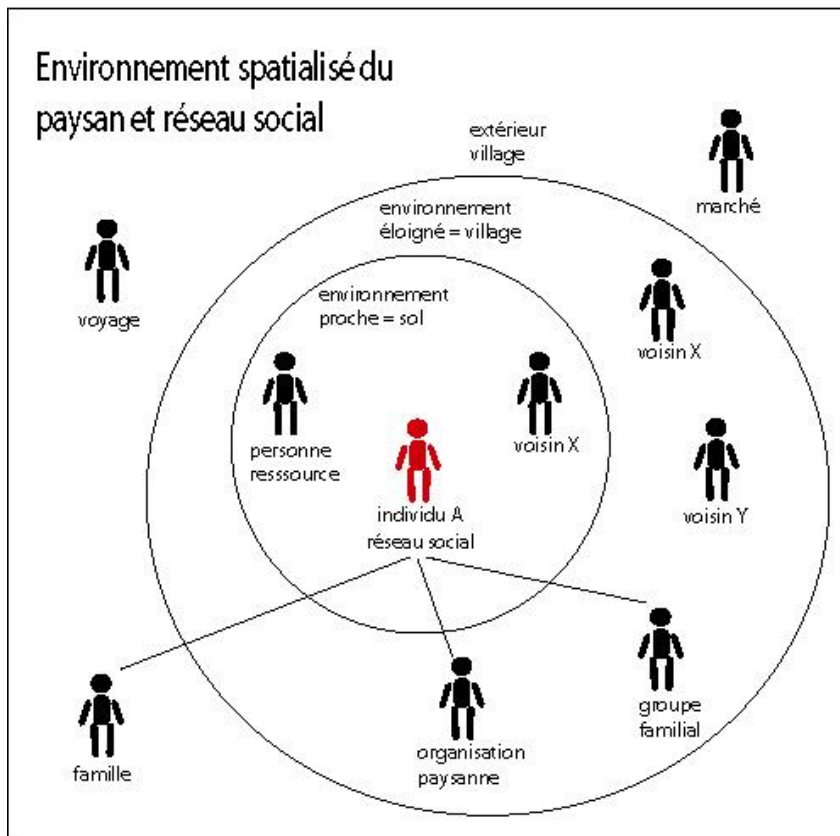 Environnement spatialisé du
paysan et réseau social
extérieur
village
marché
environnement
éloigné = village
voyage
environnement
proche = sol
voisin X
personne
resssource
voisin X
individu A
réseau social
voisin Y
famille
organisation
paysanne
groupe
familial